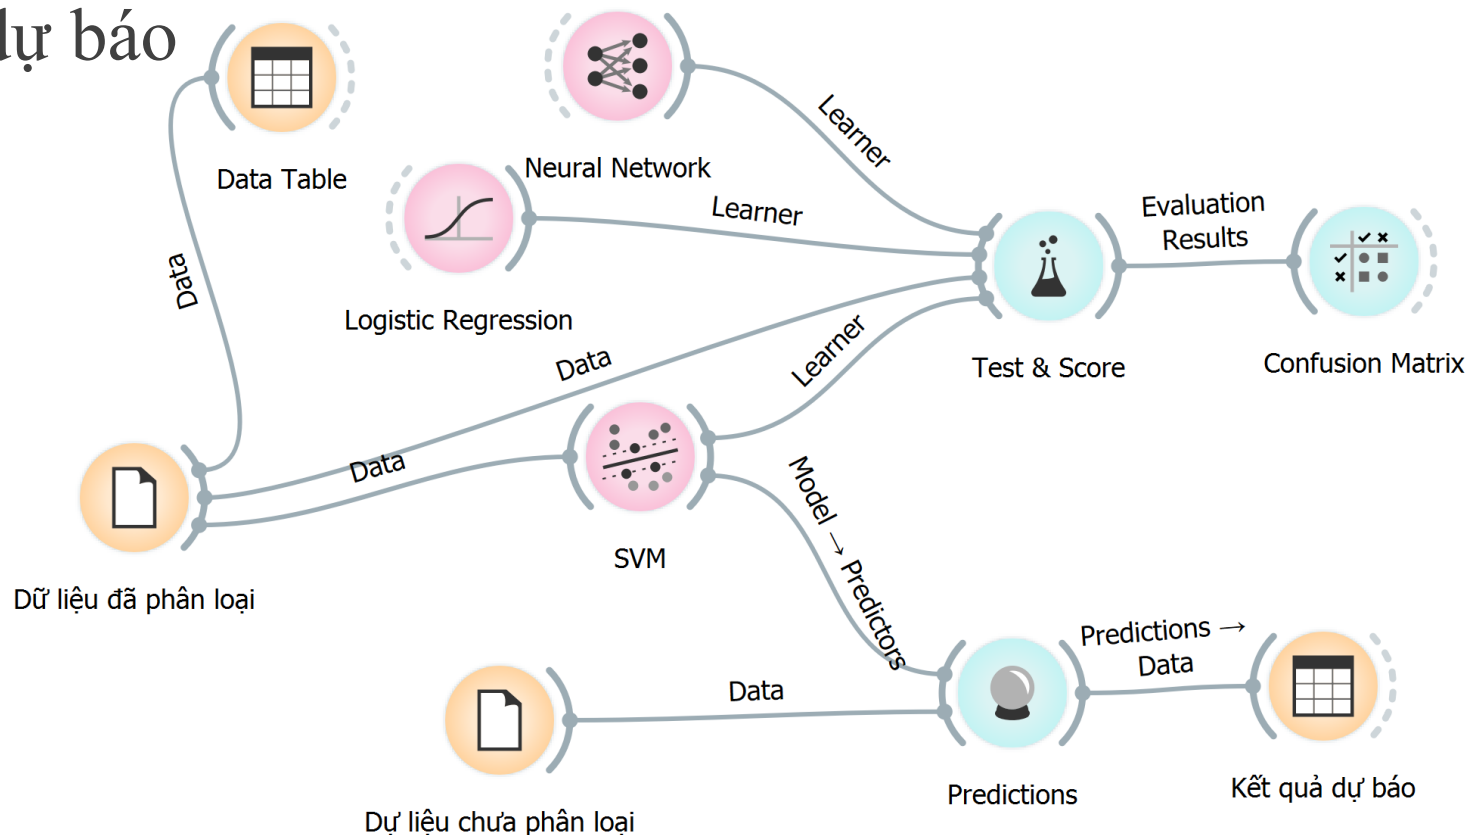 dự báo
Data Table
Neural Network
Learner
Logistic Regression
Learner
Data
Evaluation
Results
Test & Score
Confusion Matrix
Data
Learner
Data
SVM
Model → Predictors
Dữ liệu đã phân loại
Data
Predictions →
Data
Predictions
Kết quả dự báo
Dự liệu chưa phân loại